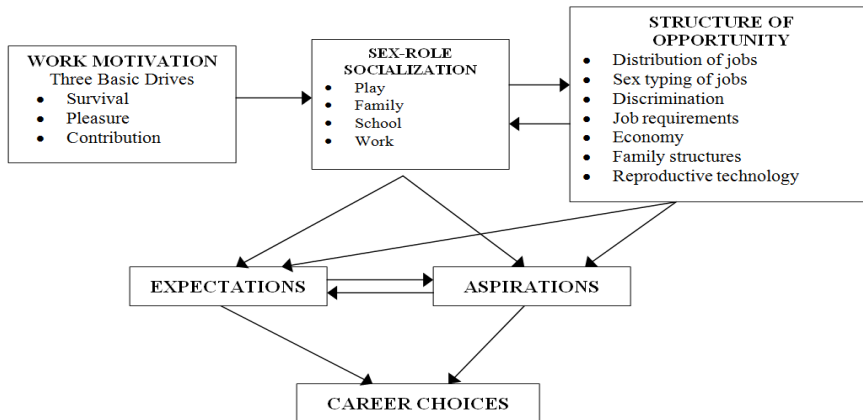 WORK MOTIVATION
Three Basic Drives
• Survival
• Pleasure
• Contribution
SEX-ROLE
SOCIALIZATION
• Play
• Family
• School
• Work
STRUCTURE OF
OPPORTUNITY
• Distribution of jobs
• Sex typing of jobs
• Discrimination
• Job requirements
• Economy
• Family structures
• Reproductive technology
EXPECTATIONS
ASPIRATIONS
CAREER CHOICES